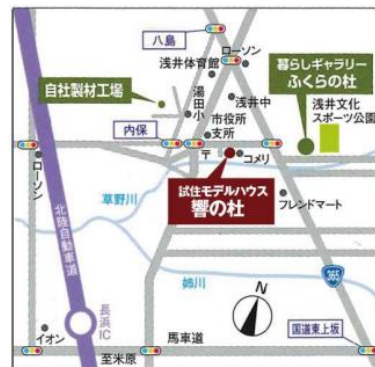 八島
ローソン
浅井体育館
暮らしギャラリー
ふくらの杜
自社製材工場
湯田小
浅井中
浅井文化
スポーツ公園
市役所
支所
内保
〒
コメリ
ローソン
試住モデルハウス
響の杜
草野川
フレンドマート
北陸自動車道
365
姉川
長浜IC
イオン
馬車道
国道東上坂
至米原
N